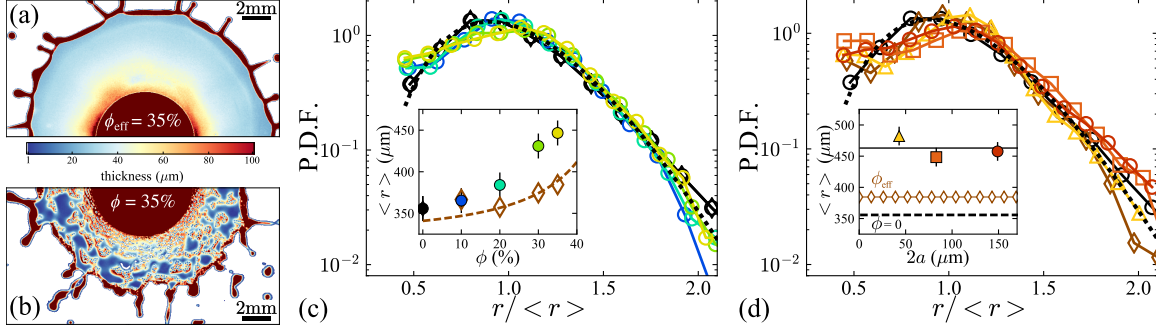 (a)
2mm
ϕeff = 35%
1 20 40 60 80 100
thickness (μm)
ϕ = 35%
(b)
2mm
P.D.F.
10⁰
10⁻¹
10⁻²
0.5 1.0 1.5 2.0
r/<r>
(c)
<r> (μm)
450
400
350
0 10 20 30 40
ϕ (%)
P.D.F.
10⁰
10⁻¹
10⁻²
0.5 1.0 1.5 2.0
r/<r>
(d)
<r> (μm)
500
450
400
350
ϕeff
ϕ=0
0 50 100 150
2a (μm)